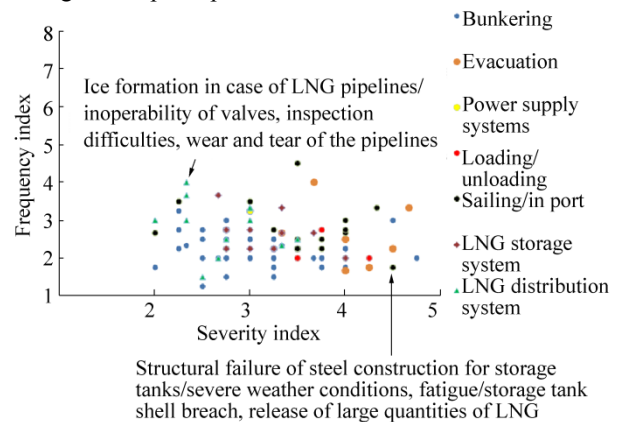 8
7
6
5
4
3
2
1
Frequency index
Ice formation in case of LNG pipelines/
inoperability of valves, inspection
difficulties, wear and tear of the pipelines
2
3
4
5
Severity index
Structural failure of steel construction for storage
tanks/severe weather conditions, fatigue/storage tank
shell breach, release of large quantities of LNG
Bunkering
Evacuation
Power supply
systems
Loading/
unloading
Sailing/in port
LNG storage
system
LNG distribution
system